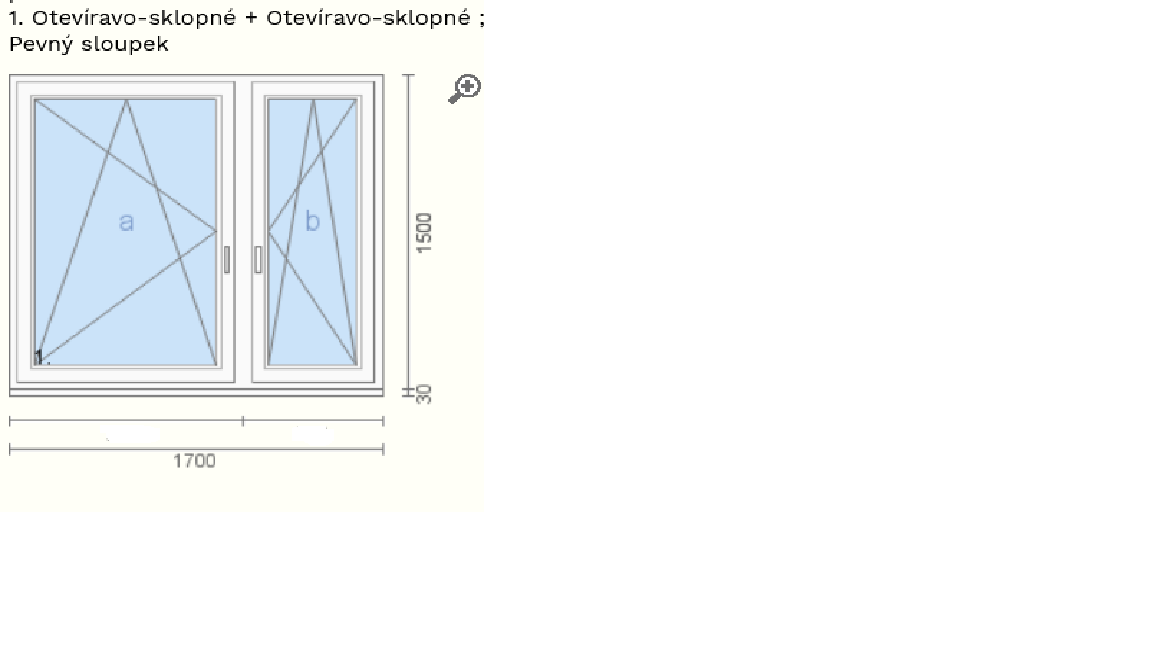 1. Otevíravo-sklopné + Otevíravo-sklopné ;
Pevný sloupek
a
b
1.
1500
30
1700